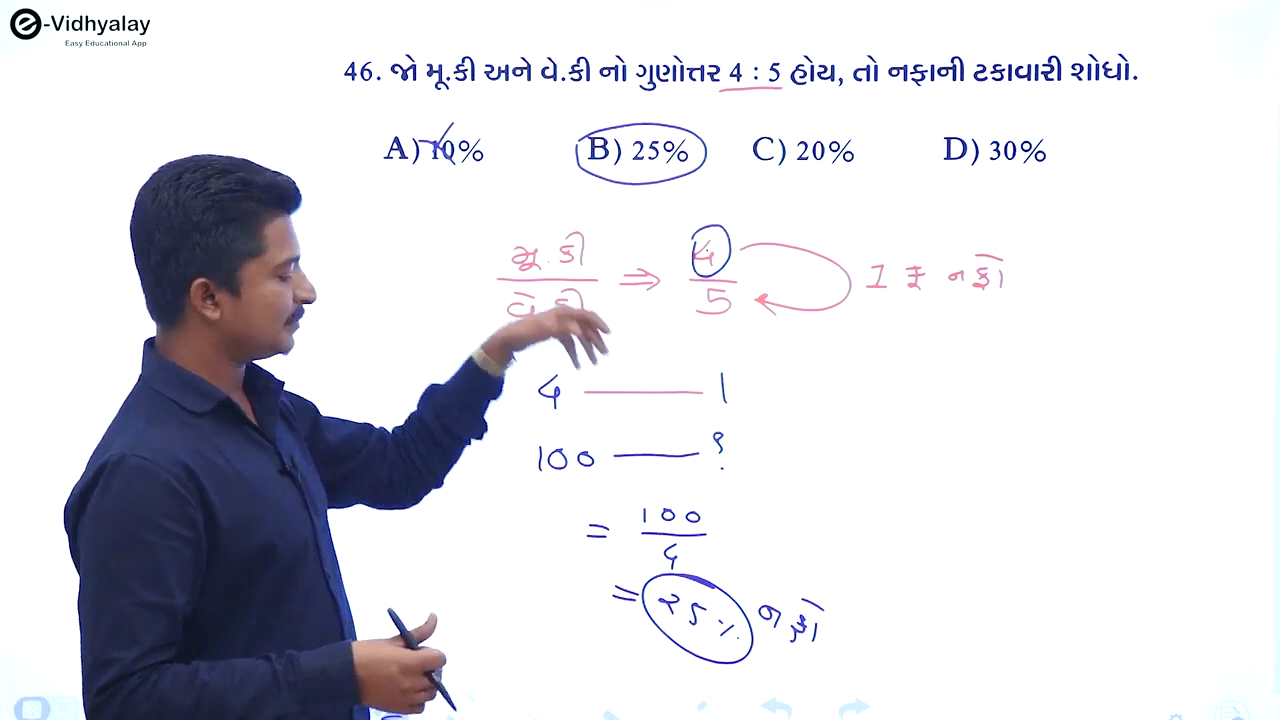 e-Vidhyalay
Easy Educational App
46. જો મૂ.કી અને વે.કી નો ગુણોત્તર 4 : 5 હોય, તો નફાની ટકાવારી શોધો.
A) 10% B) 25% C) 20% D) 30%
મૂ.કી ⇒ 4 1 ₹ નફો
વે.કી 5
4 — 1
100 — ?
= 100
4
= ૨૫% નફો